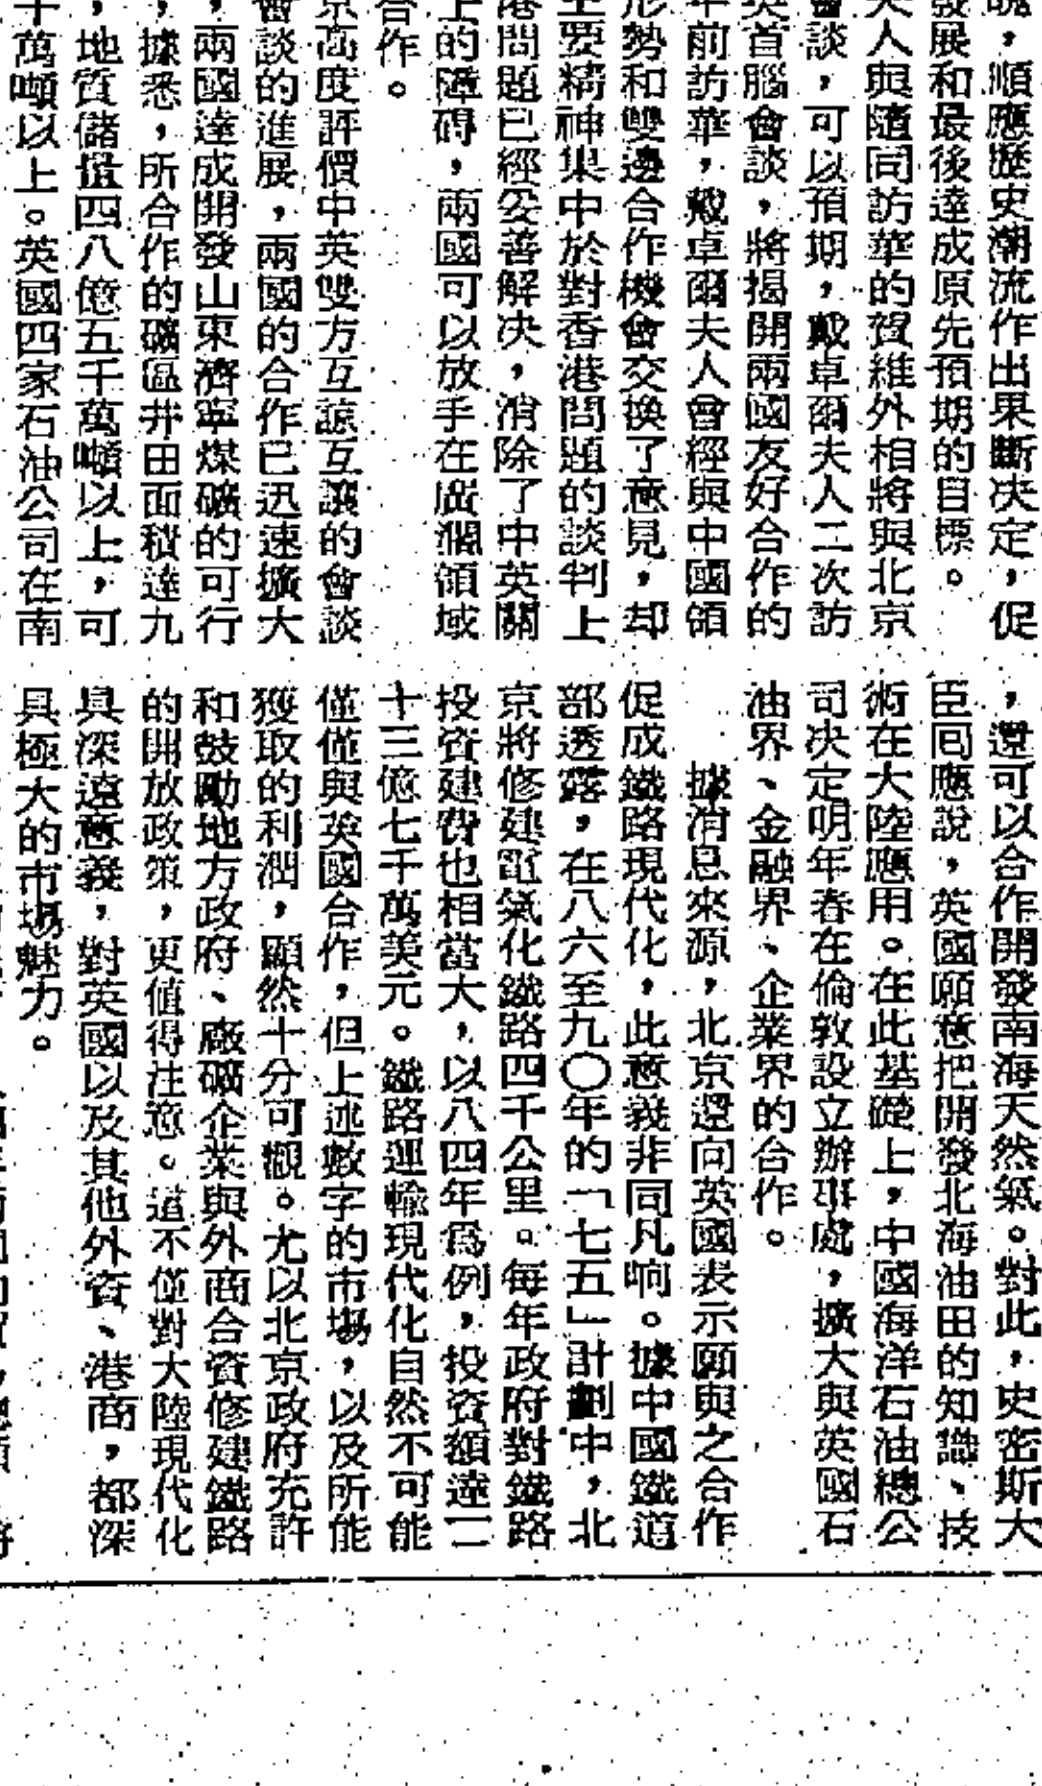 魄，順應歷史潮流作出果斷決定，促
發展和最後達成原先預期的目標。
夫人與隨同訪華的賀維外相將與北京
會談，可以預期，戴卓爾夫人二次訪
英首腦會談，將揭開兩國友好合作的
年前訪華，戴卓爾夫人曾經與中國領
形勢和雙邊合作機會交換了意見，却
主要精神集中於對香港問題的談判上
港問題已經妥善解决，消除了中英關
上的障碍，兩國可以放手在廣濶領域
合作。
京高度評價中英雙方互諒互讓的會談
會談的進展，兩國的合作已迅速擴大
，兩國達成開發山東濟寧煤礦的可行
，據悉，所合作的礦區井田面積達九
，地質儲量四八億五千萬噸以上，可
千萬噸以上。英國四家石油公司在南
，還可以合作開發南海天然氣。對此，史密斯大
臣回應說，英國願意把開發北海油田的知識、技
術在大陸應用。在此基礎上，中國海洋石油總公
司决定明年春在倫敦設立辦事處，擴大與英國石
油界、金融界、企業界的合作。
據消息來源，北京還向英國表示願與之合作
促成鐵路現代化，此意義非同凡响。據中國鐵道
部透露，在八六至九〇年的「七五」計劃中，北
京將修建電氣化鐵路四千公里。每年政府對鐵路
投資建費也相當大，以八四年爲例，投資額達二
十三億七千萬美元。鐵路運輸現代化自然不可能
僅僅與英國合作，但上述數字的市場，以及所能
獲取的利潤，顯然十分可觀。尤以北京政府充許
和鼓勵地方政府、廠礦企業與外商合資修建鐵路
的開放政策，更值得注意。這不僅對大陸現代化
具深遠意義，對英國以及其他外資、港商，都深
具極大的市場魅力。